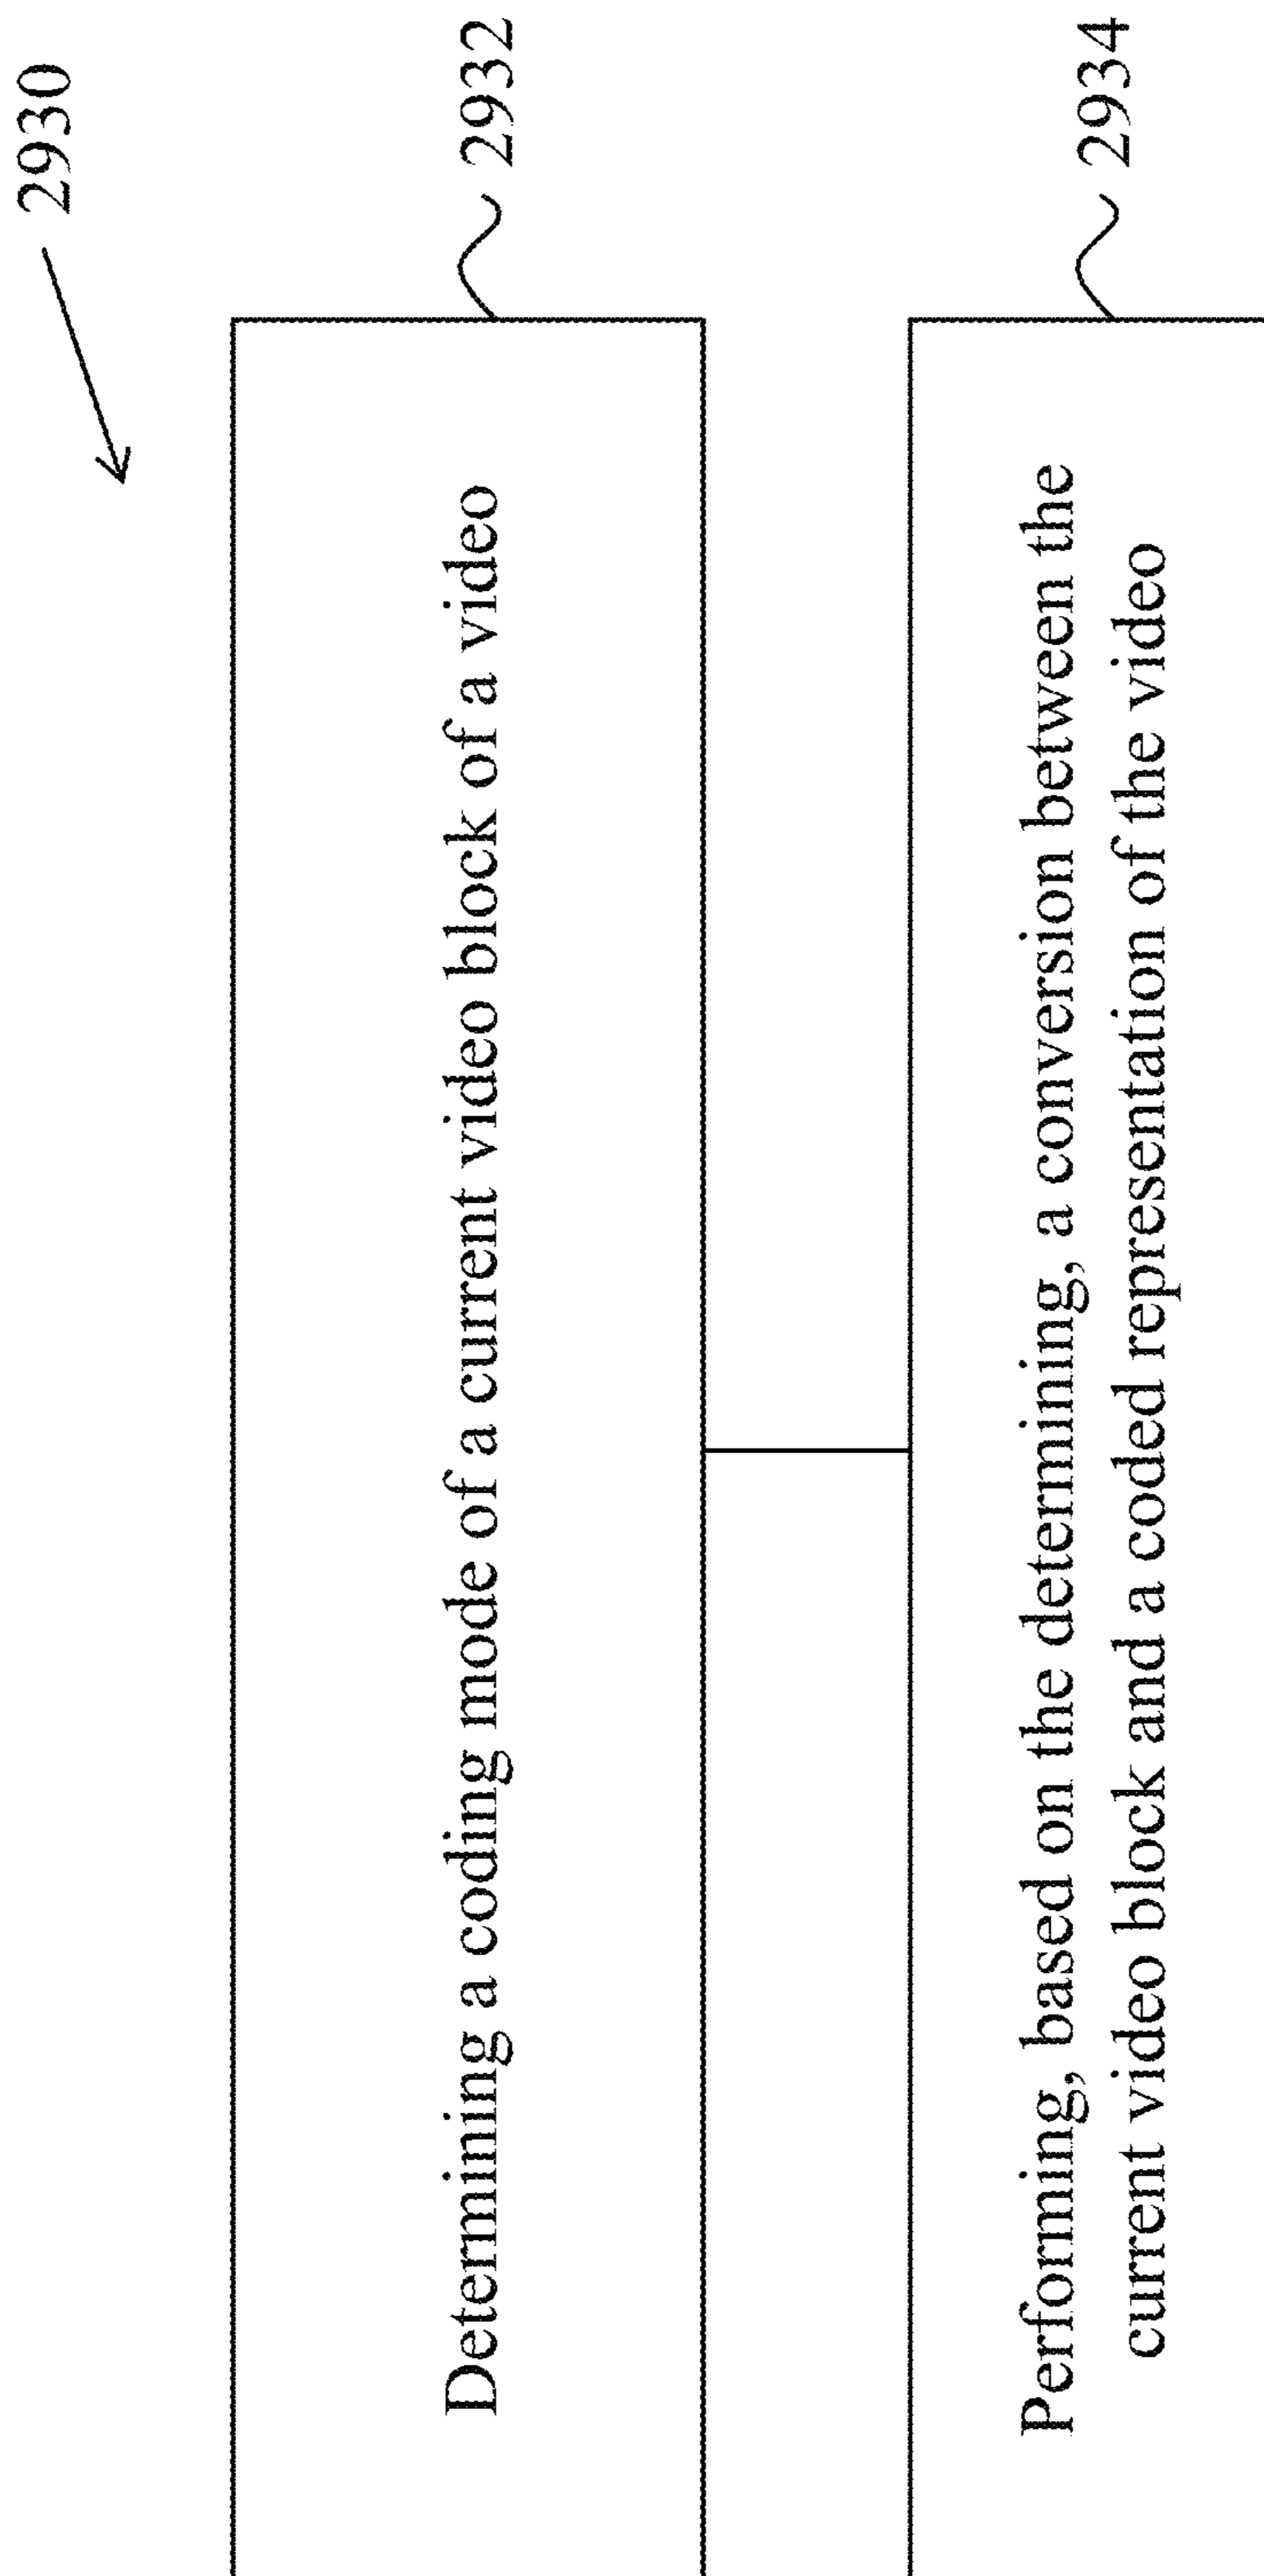 2930
Determining a coding mode of a current video block of a video
2932
Performing, based on the determining, a conversion between the
current video block and a coded representation of the video
2934